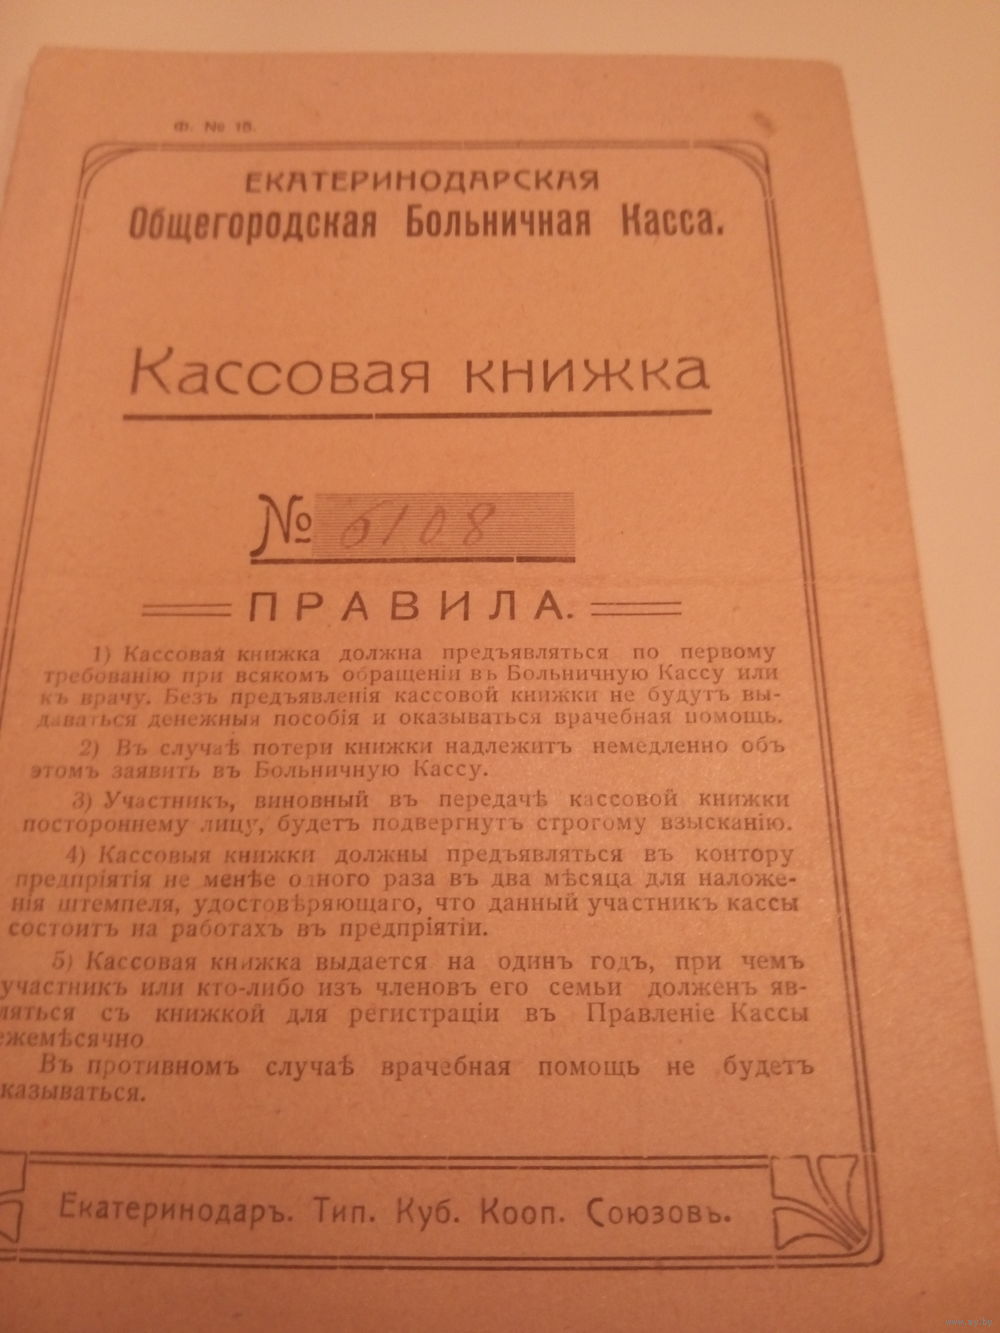 Ф. № 18.
ЕКАТЕРИНОДАРСКАЯ
Общегородская Больничная Касса.
Кассовая книжка
№ 6108
ПРАВИЛА.
1) Кассовая книжка должна предъявляться по первому
требованію при всякомъ обращеніи въ Больничную Кассу или
къ врачу. Безъ предъявленія кассовой книжки не будутъ вы-
даваться денежныя пособія и оказываться врачебная помощь.
2) Въ случаѣ потери книжки надлежитъ немедленно объ
этомъ заявить въ Больничную Кассу.
3) Участникъ, виновный въ передачѣ кассовой книжки
постороннему лицу, будетъ подвергнутъ строгому взысканію.
4) Кассовыя книжки должны предъявляться въ контору
предпріятія не менѣе одного раза въ два мѣсяца для наложе-
нія штемпеля, удостовѣряющаго, что данный участникъ кассы
состоитъ на работахъ въ предпріятіи.
5) Кассовая книжка выдается на одинъ годъ, при чемъ
участникъ или кто-либо изъ членовъ его семьи долженъ яв-
ляться съ книжкой для регистраціи въ Правленіе Кассы
ежемѣсячно
Въ противномъ случаѣ врачебная помощь не будетъ
казываться.
Екатеринодаръ. Тип. Куб. Кооп. Союзовъ.
www.ay.by